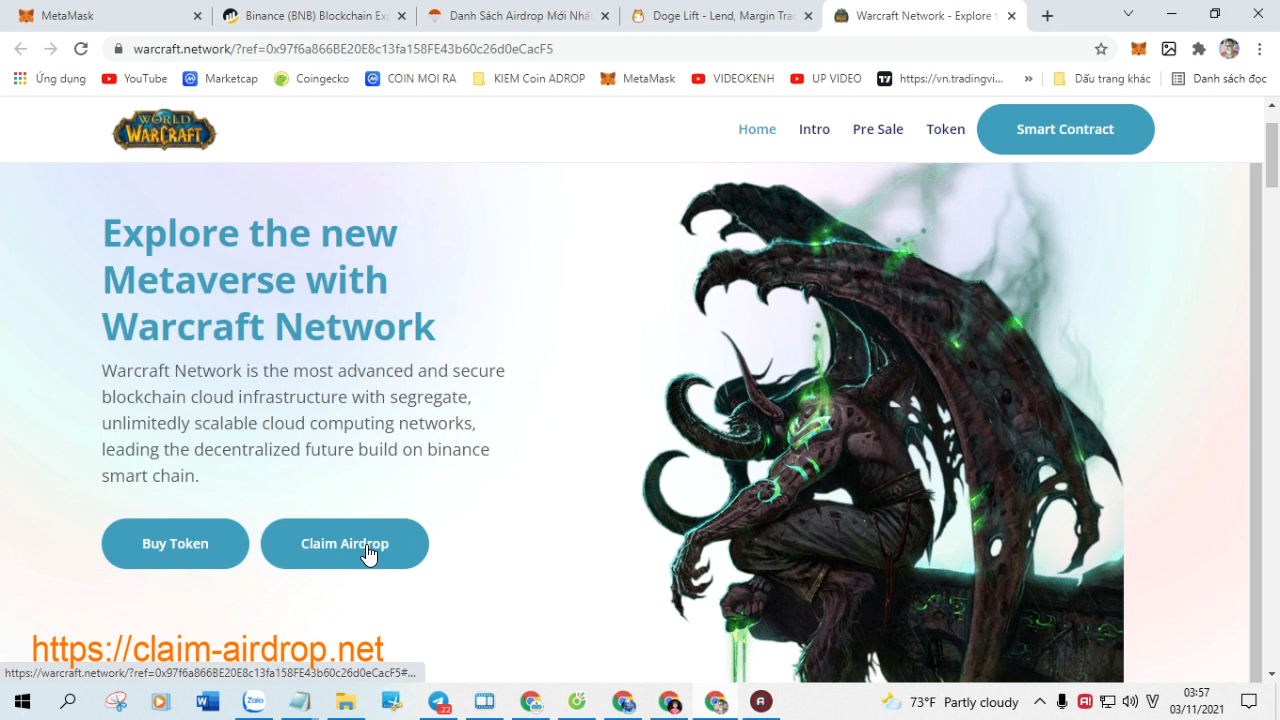 MetaMask
Binance (BNB) Blockchain Exp
Danh Sách Airdrop Mới Nhất
Doge Lift - Lend, Margin Trad
Warcraft Network - Explore t
warcraft.network/?ref=0x97f6a866BE20E8c13fa158FE43b60c26d0eCacF5
Ứng dụng
YouTube
Marketcap
Coingecko
COIN MOI RA
KIEM Coin ADROP
MetaMask
VIDEOKENH
UP VIDEO
https://vn.tradingvi...
»
Dấu trang khác
Danh sách đọc
WORLD
WARCRAFT
Home
Intro
Pre Sale
Token
Smart Contract
Explore the new
Metaverse with
Warcraft Network
Warcraft Network is the most advanced and secure
blockchain cloud infrastructure with segregate,
unlimitedly scalable cloud computing networks,
leading the decentralized future build on binance
smart chain.
Buy Token
Claim Airdrop
https://claim-airdrop.net
https://warcraft.network/?ref=0x97f6a866BE20E8c13fa158FE43b60c26d0eCacF5#...
Zalo
22
73°F Partly cloudy
03:57
03/11/2021